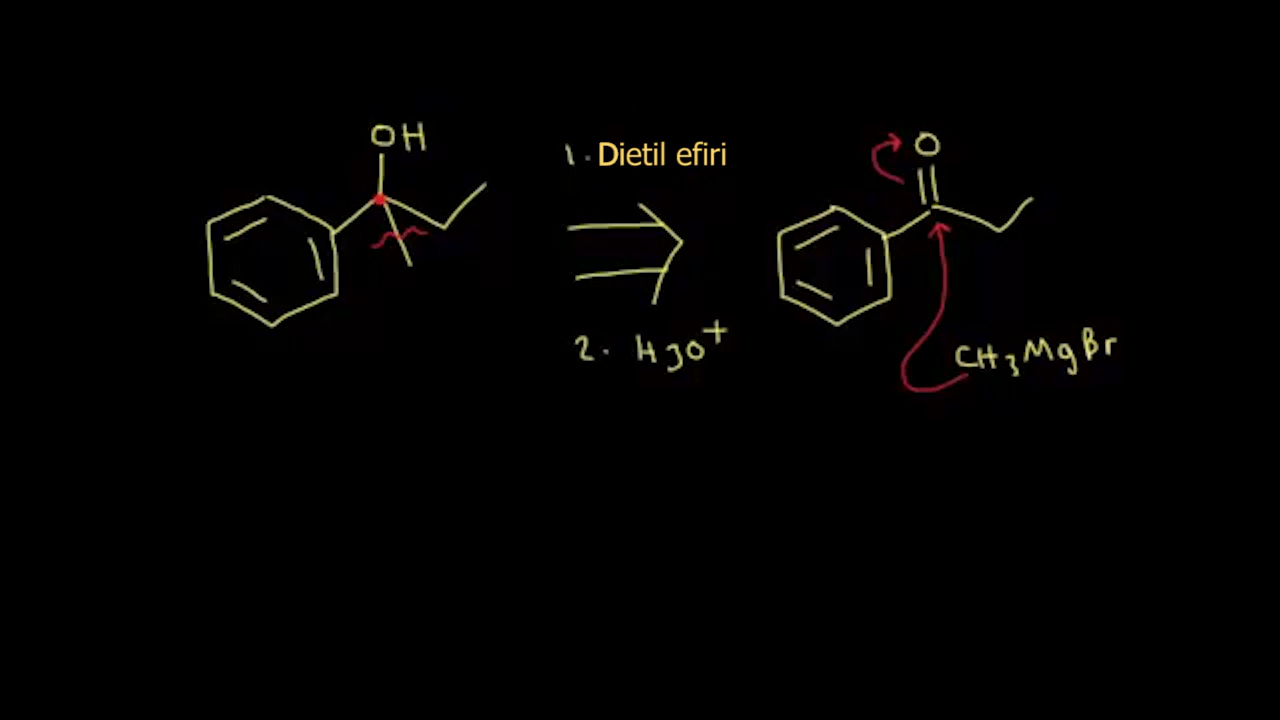 OH
1. Dietil efiri
O
2. H3O+
CH3MgBr